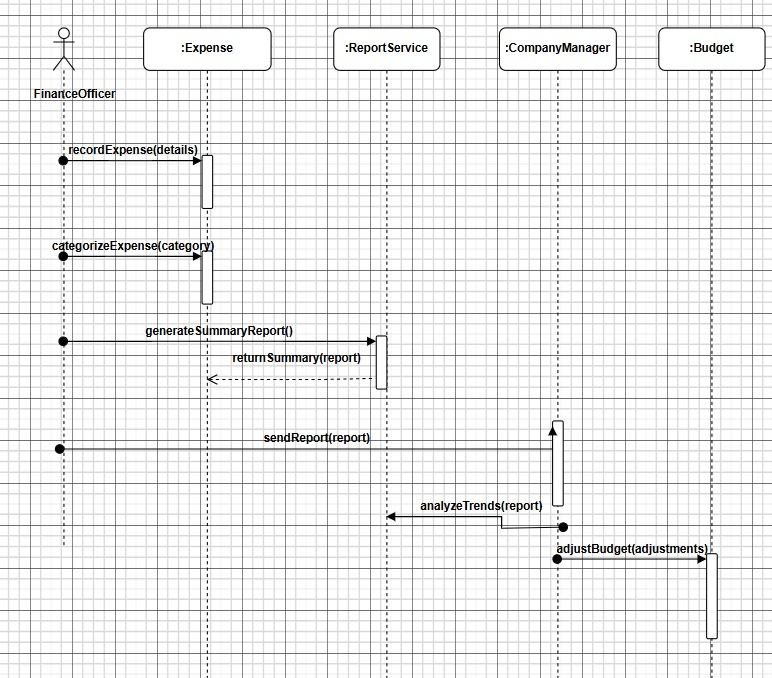 :Expense
:ReportService
:CompanyManager
:Budget
FinanceOfficer
recordExpense(details)
categorizeExpense(category)
generateSummaryReport()
returnSummary(report)
sendReport(report)
analyzeTrends(report)
adjustBudget(adjustments)